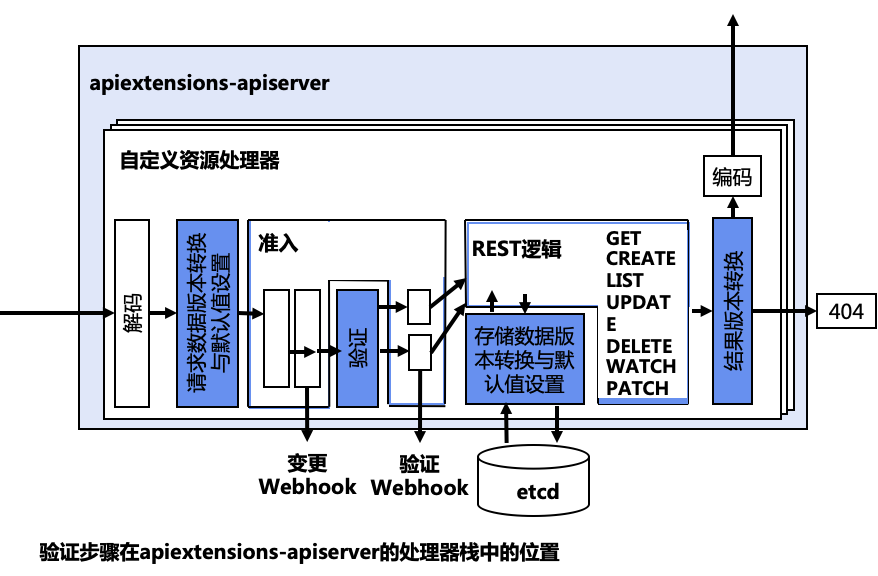 apiextensions-apiserver
自定义资源处理器
编码
解码
请求数据版本转换
与默认值设置
准入
验证
REST逻辑
GET
CREATE
LIST
UPDAT
E
DELETE
WATCH
PATCH
存储数据版
本转换与默
认值设置
结果版本转换
404
变更
Webhook
验证
Webhook
etcd
验证步骤在apiextensions-apiserver的处理器栈中的位置